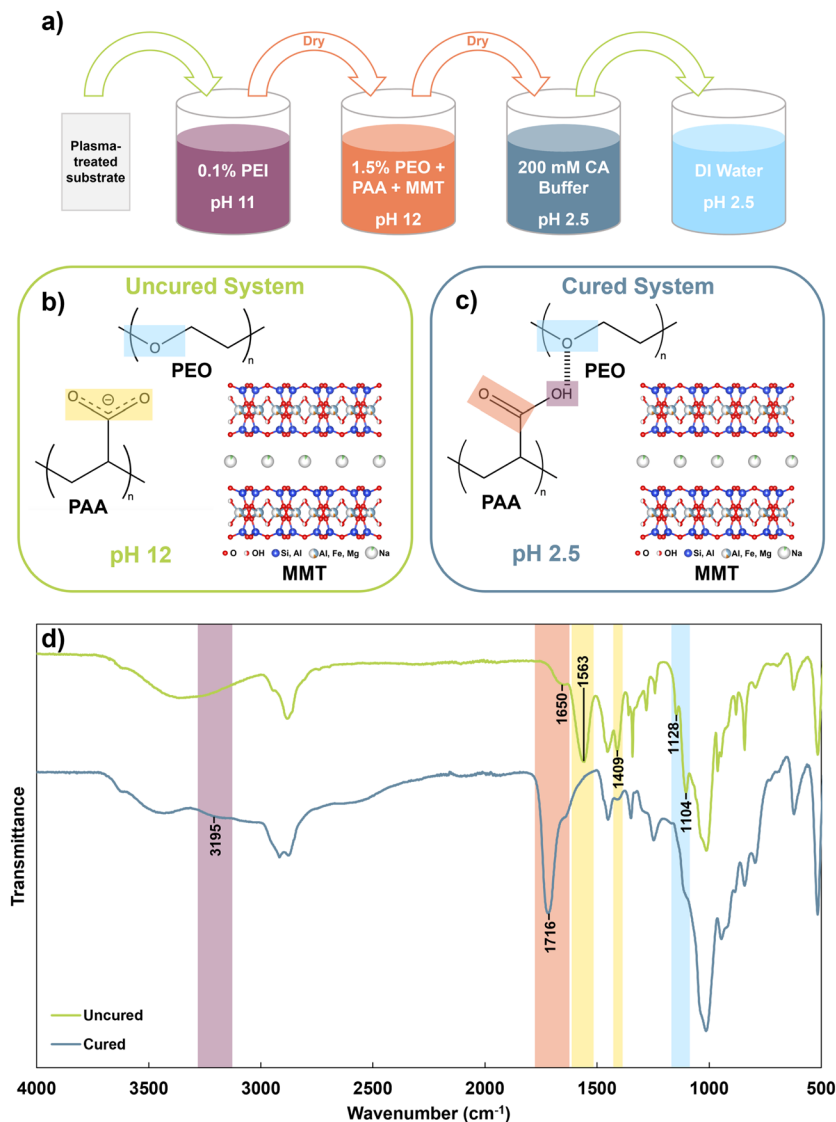 a)
Dry
Dry
Plasma-
treated
substrate
0.1% PEI
pH 11
1.5% PEO +
PAA + MMT
pH 12
200 mM CA
Buffer
pH 2.5
DI Water
pH 2.5
b)
Uncured System
O
n
PEO
O
O
⊖
n
PAA
pH 12
O
OH
Si, Al
Al, Fe, Mg
Na
MMT
c)
Cured System
O
n
PEO
O
OH
n
PAA
pH 2.5
O
OH
Si, Al
Al, Fe, Mg
Na
MMT
d)
Transmittance
3195
1716
1650
1563
1409
1128
1104
Uncured
Cured
4000
3500
3000
2500
2000
1500
1000
500
Wavenumber (cm⁻¹)